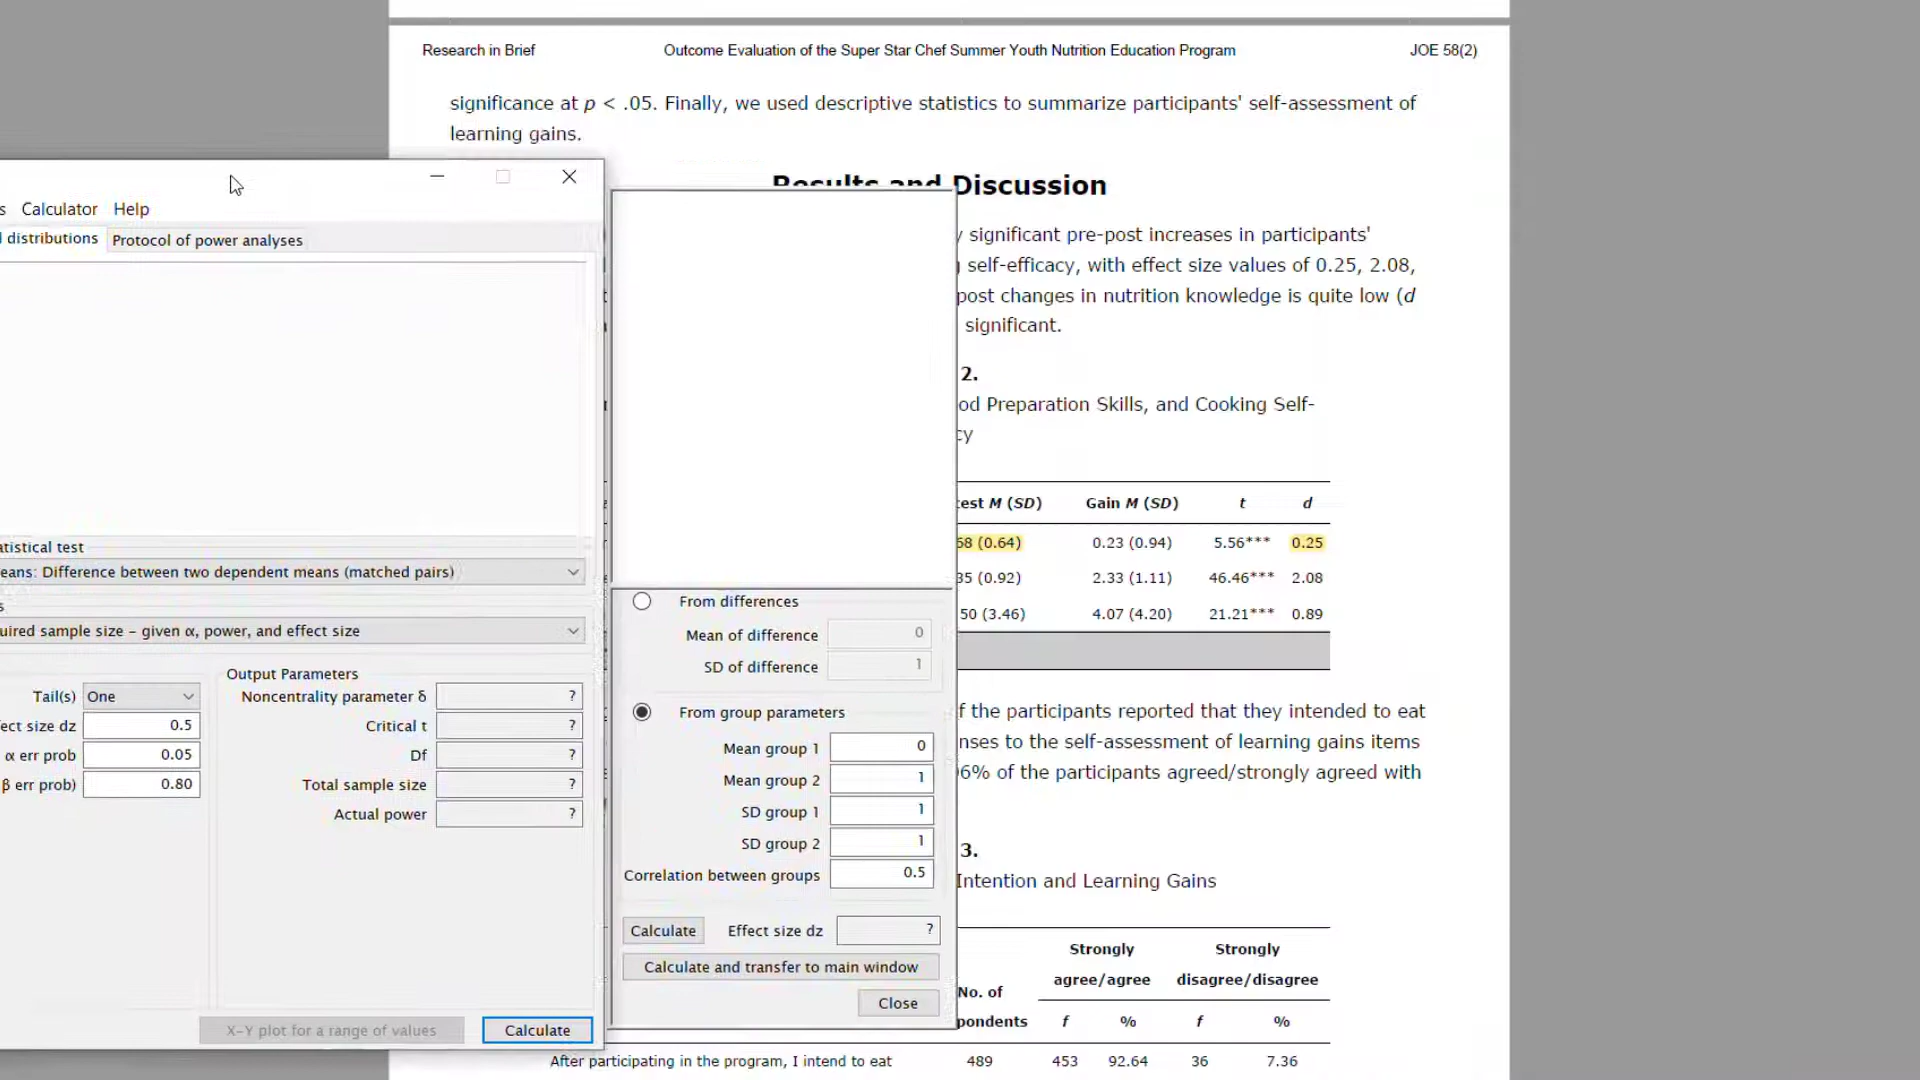 Research in Brief Outcome Evaluation of the Super Star Chef Summer Youth Nutrition Education Program JOE 58(2)
significance at p < .05. Finally, we used descriptive statistics to summarize participants' self-assessment of
learning gains.
Results and Discussion
significant pre-post increases in participants'
self-efficacy, with effect size values of 0.25, 2.08,
post changes in nutrition knowledge is quite low (d
significant.
2.
od Preparation Skills, and Cooking Self-
cy
est M (SD) Gain M (SD) t d
68 (0.64) 0.23 (0.94) 5.56*** 0.25
35 (0.92) 2.33 (1.11) 46.46*** 2.08
50 (3.46) 4.07 (4.20) 21.21*** 0.89
f the participants reported that they intended to eat
nses to the self-assessment of learning gains items
96% of the participants agreed/strongly agreed with
3.
Intention and Learning Gains
Strongly Strongly
agree/agree disagree/disagree
No. of
pondents f % f %
After participating in the program, I intend to eat 489 453 92.64 36 7.36
s Calculator Help
distributions Protocol of power analyses
atistical test
eans: Difference between two dependent means (matched pairs)
s
uired sample size – given α, power, and effect size
Output Parameters
Tail(s) One Noncentrality parameter δ ?
ect size dz 0.5 Critical t ?
α err prob 0.05 Df ?
β err prob) 0.80 Total sample size ?
Actual power ?
X-Y plot for a range of values Calculate
From differences
Mean of difference 0
SD of difference 1
From group parameters
Mean group 1 0
Mean group 2 1
SD group 1 1
SD group 2 1
Correlation between groups 0.5
Calculate Effect size dz ?
Calculate and transfer to main window
Close